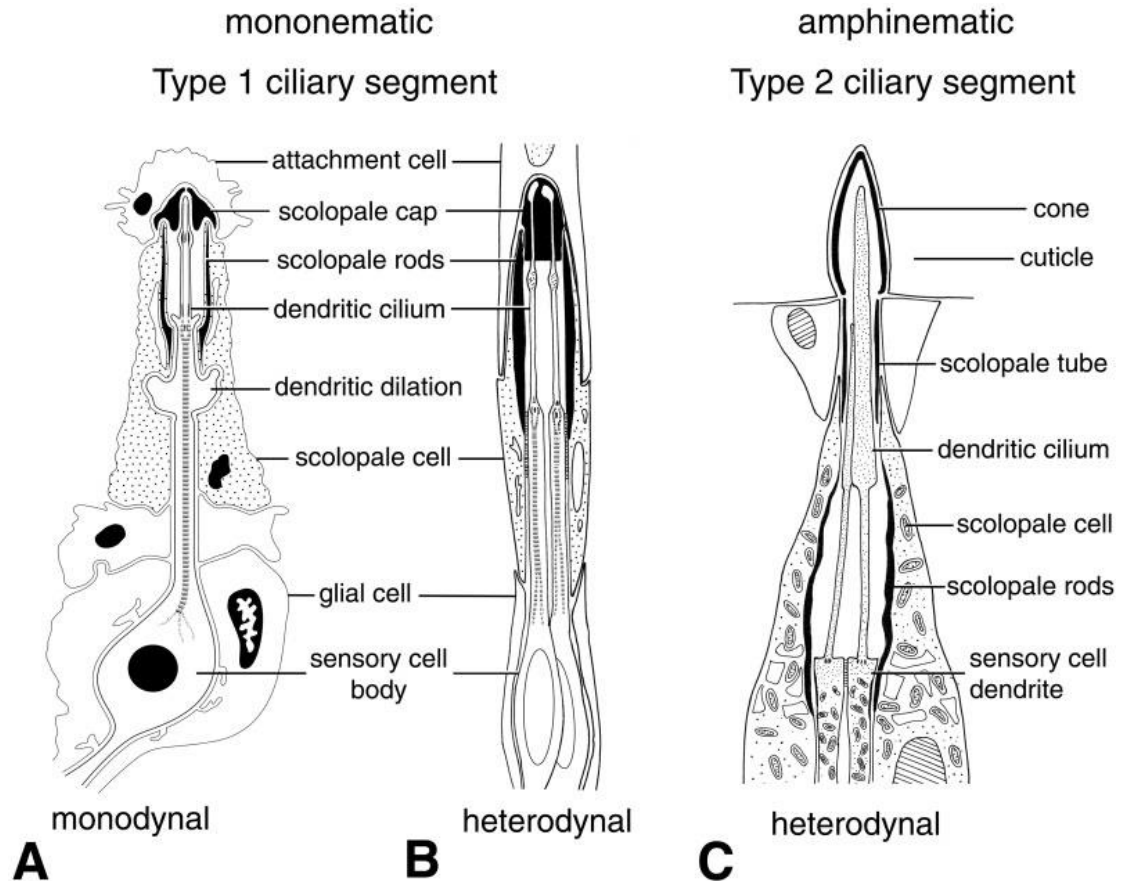 mononematic
amphinematic
Type 1 ciliary segment
Type 2 ciliary segment
attachment cell
scolopale cap
scolopale rods
dendritic cilium
dendritic dilation
scolopale cell
glial cell
sensory cell
body
cone
cuticle
scolopale tube
dendritic cilium
scolopale cell
scolopale rods
sensory cell
dendrite
monodynal
heterodynal
heterodynal
A
B
C